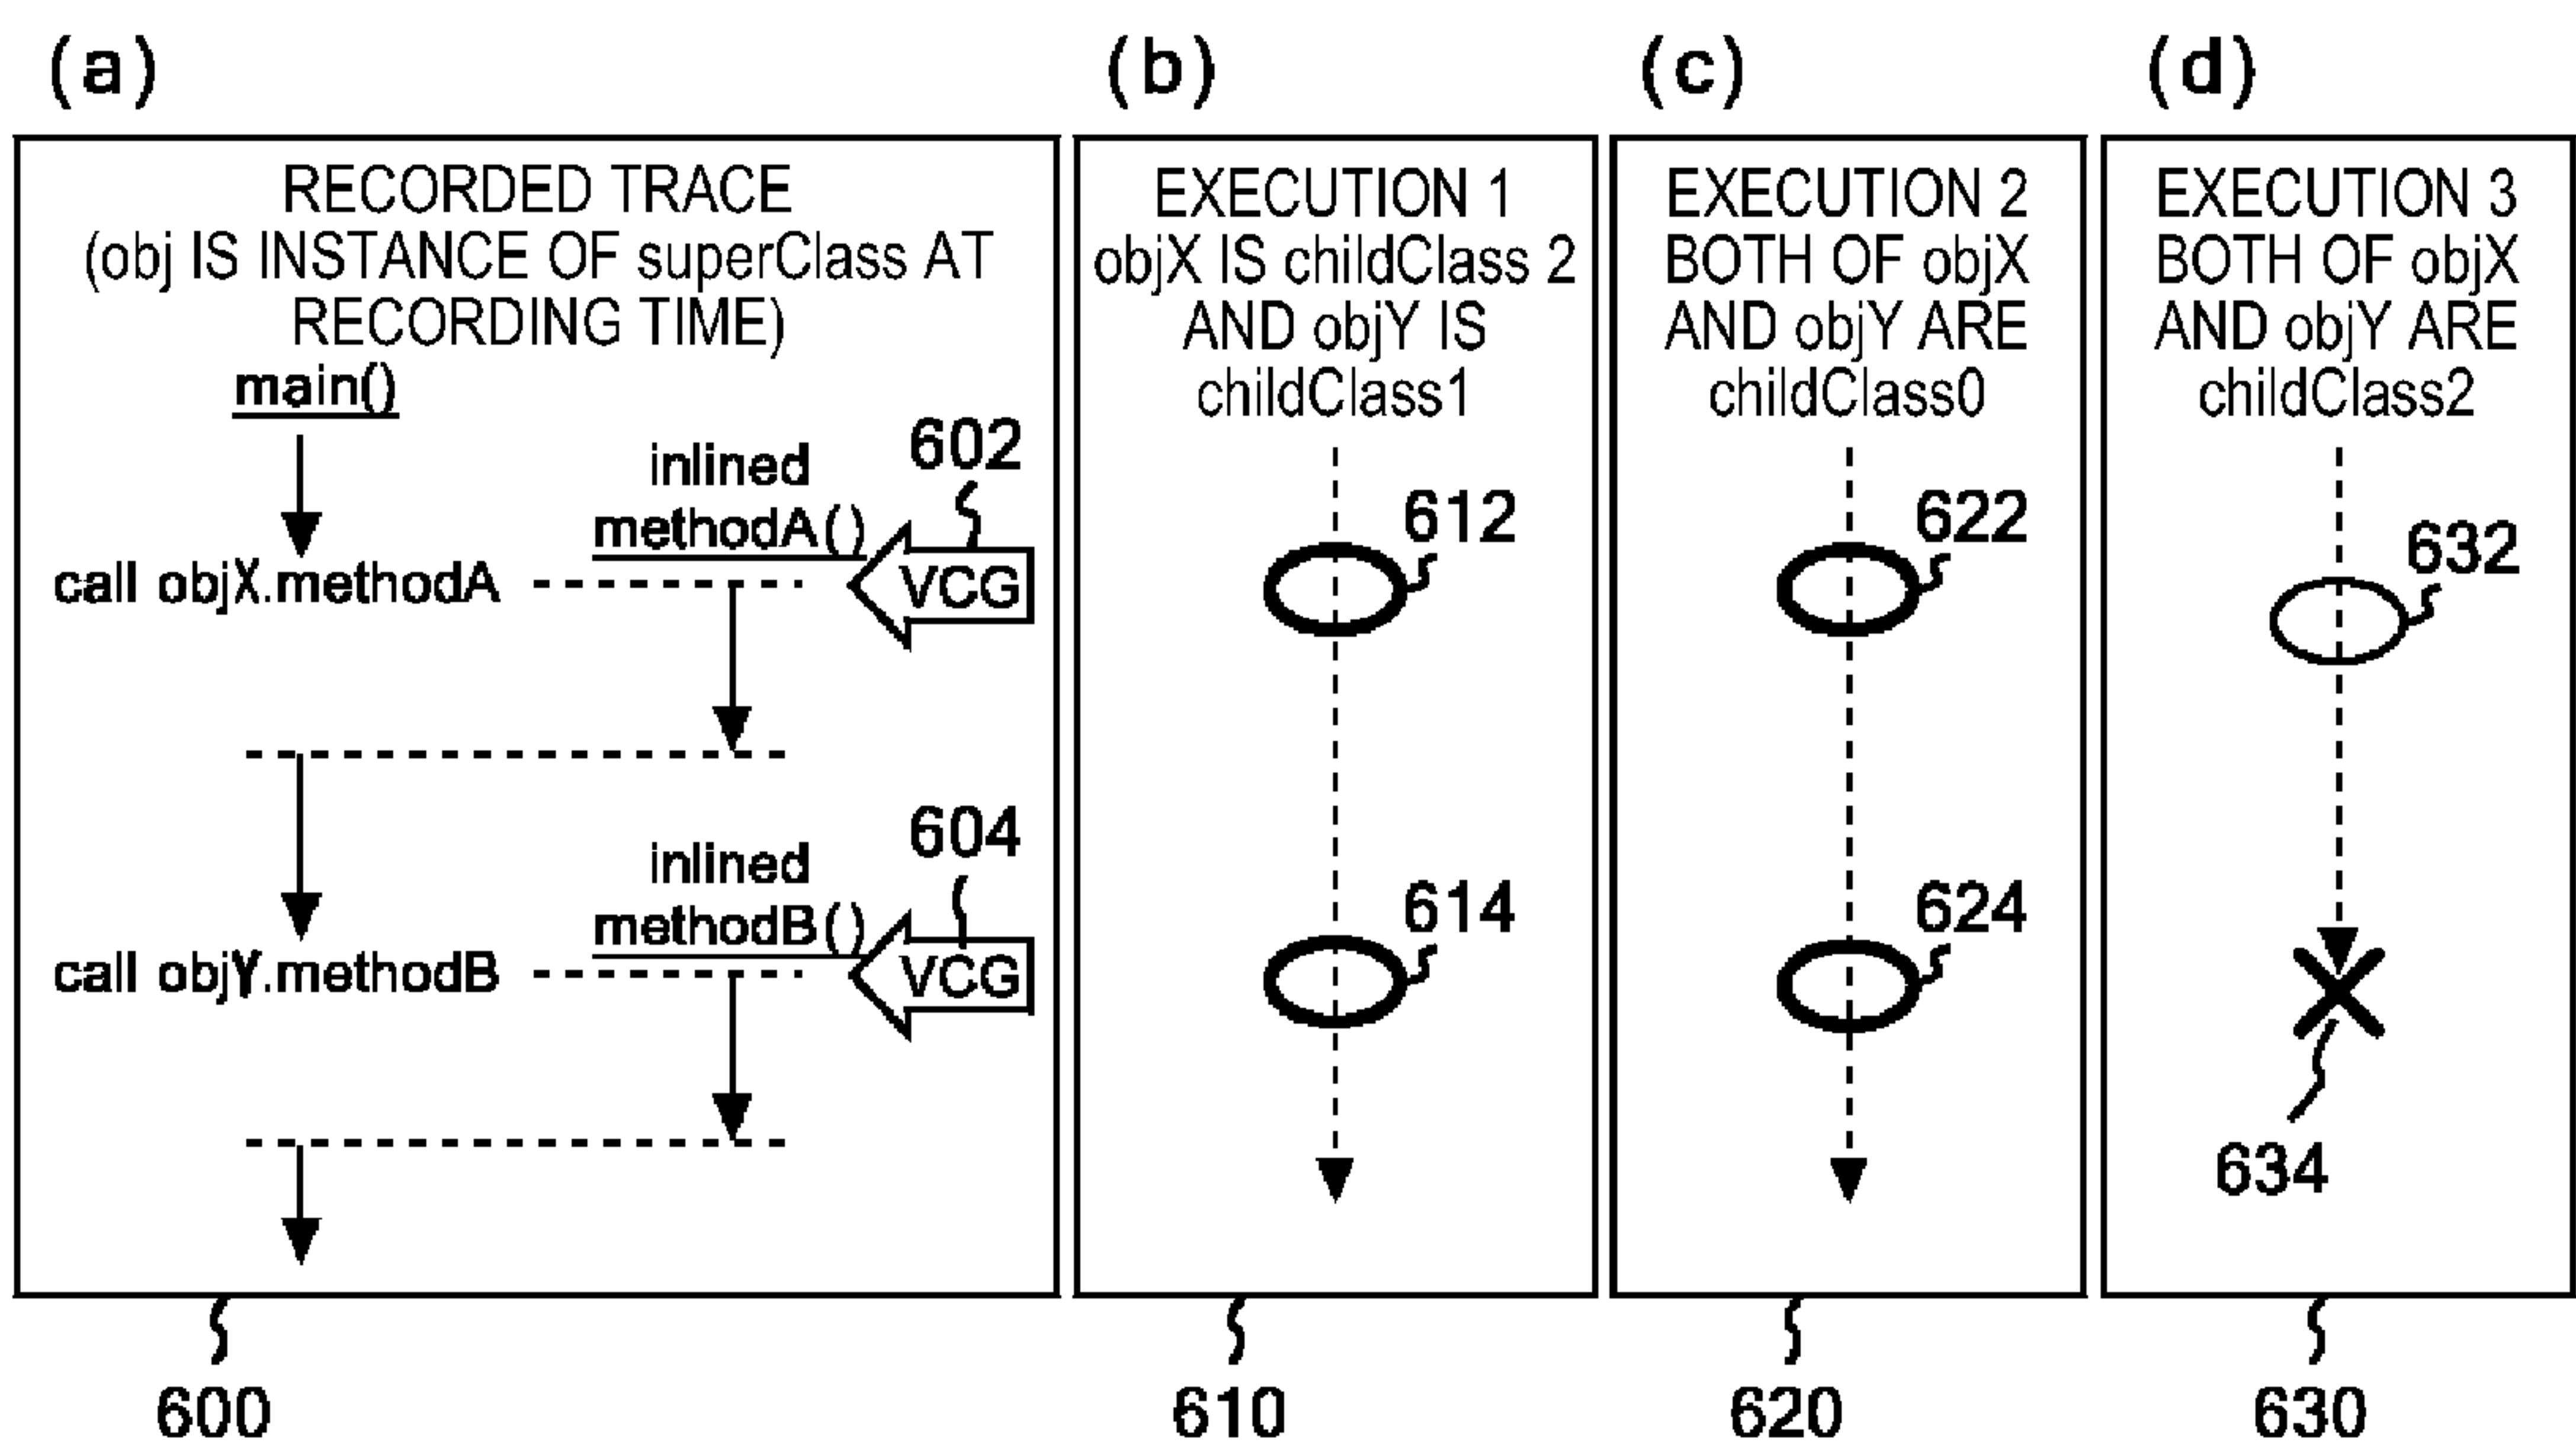 (a)
RECORDED TRACE
(obj IS INSTANCE OF superClass AT
RECORDING TIME)
main()
inlined
methodA()
602
VCG
call objX.methodA
inlined
methodB()
604
VCG
call objY.methodB
600
(b)
EXECUTION 1
objX IS childClass 2
AND objY IS
childClass1
612
614
610
(c)
EXECUTION 2
BOTH OF objX
AND objY ARE
childClass0
622
624
620
(d)
EXECUTION 3
BOTH OF objX
AND objY ARE
childClass2
632
634
630